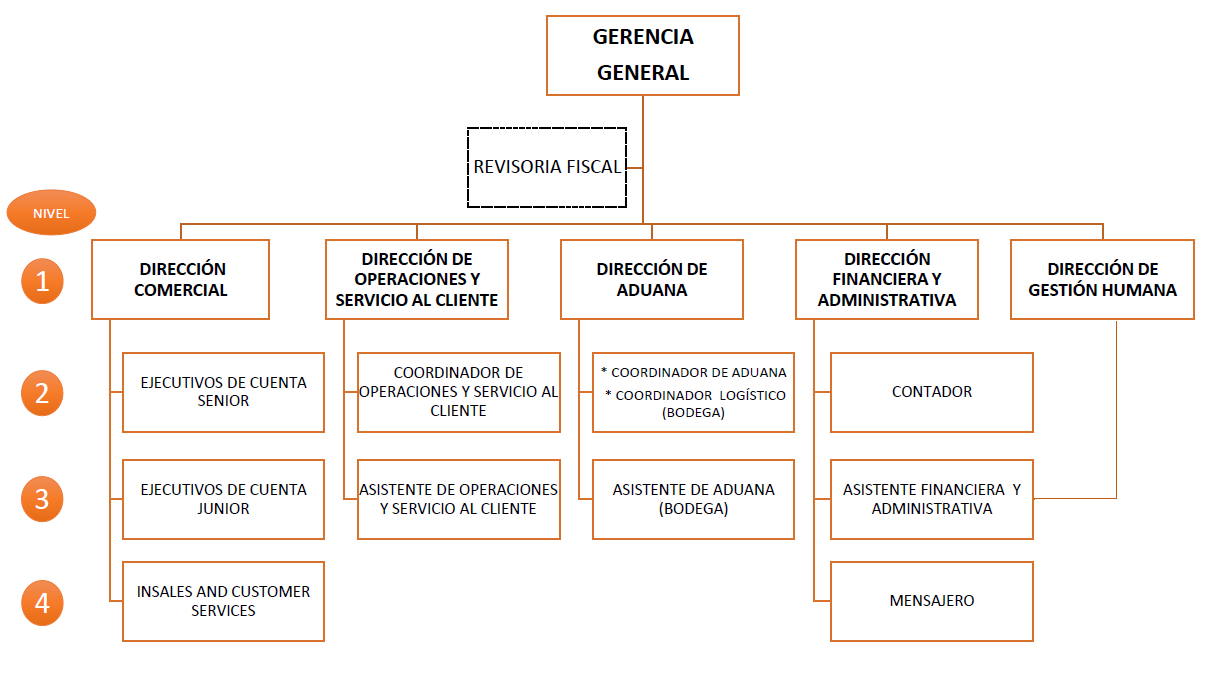 GERENCIA
GENERAL
REVISORIA FISCAL
NIVEL
1
DIRECCIÓN
COMERCIAL
DIRECCIÓN DE
OPERACIONES Y
SERVICIO AL CLIENTE
DIRECCIÓN DE
ADUANA
DIRECCIÓN
FINANCIERA Y
ADMINISTRATIVA
DIRECCIÓN DE
GESTIÓN HUMANA
2
EJECUTIVOS DE CUENTA
SENIOR
COORDINADOR DE
OPERACIONES Y SERVICIO AL
CLIENTE
* COORDINADOR DE ADUANA
* COORDINADOR LOGÍSTICO
(BODEGA)
CONTADOR
3
EJECUTIVOS DE CUENTA
JUNIOR
ASISTENTE DE OPERACIONES
Y SERVICIO AL CLIENTE
ASISTENTE DE ADUANA
(BODEGA)
ASISTENTE FINANCIERA Y
ADMINISTRATIVA
4
INSALES AND CUSTOMER
SERVICES
MENSAJERO